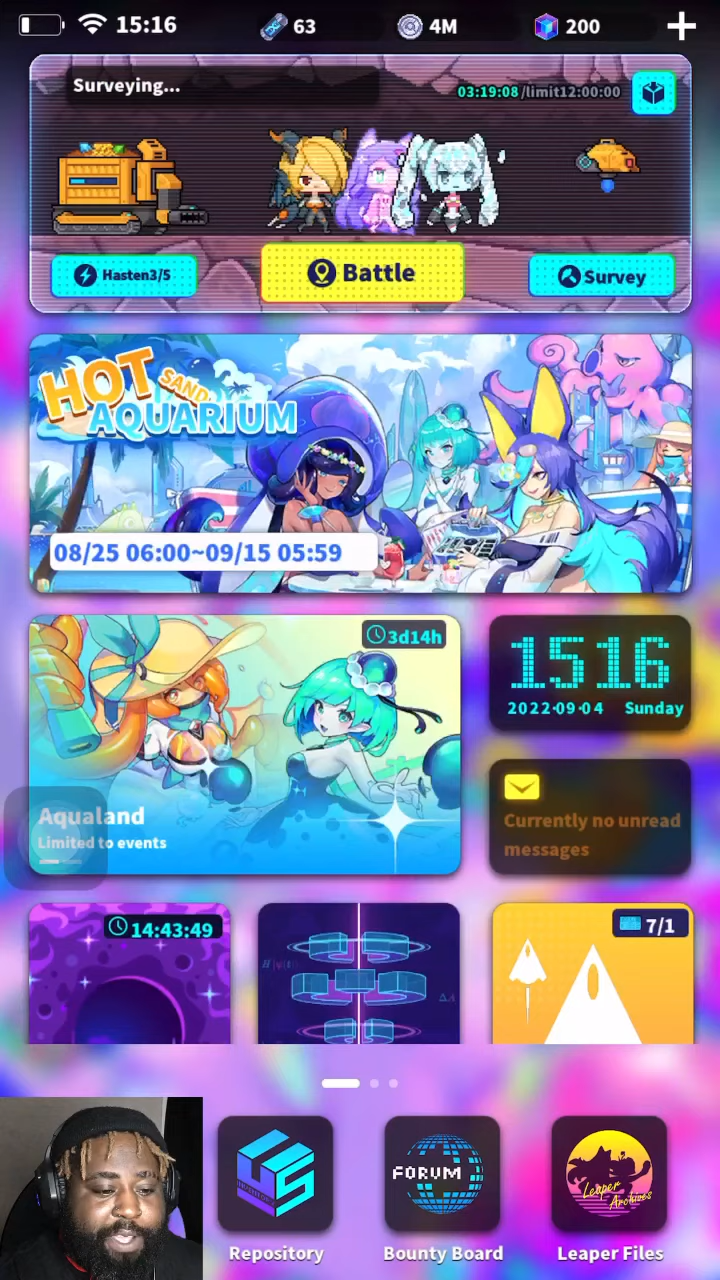 15:16
63
4M
200
Surveying...
03:19:08/limit12:00:00
Hasten3/5
Battle
Survey
HOT
SAND
AQUARIUM
08/25 06:00~09/15 05:59
3d14h
Aqualand
Limited to events
15 16
2022-09-04 Sunday
Currently no unread
messages
14:43:49
7/1
FORUM
Leaper
Archives
Repository
Bounty Board
Leaper Files